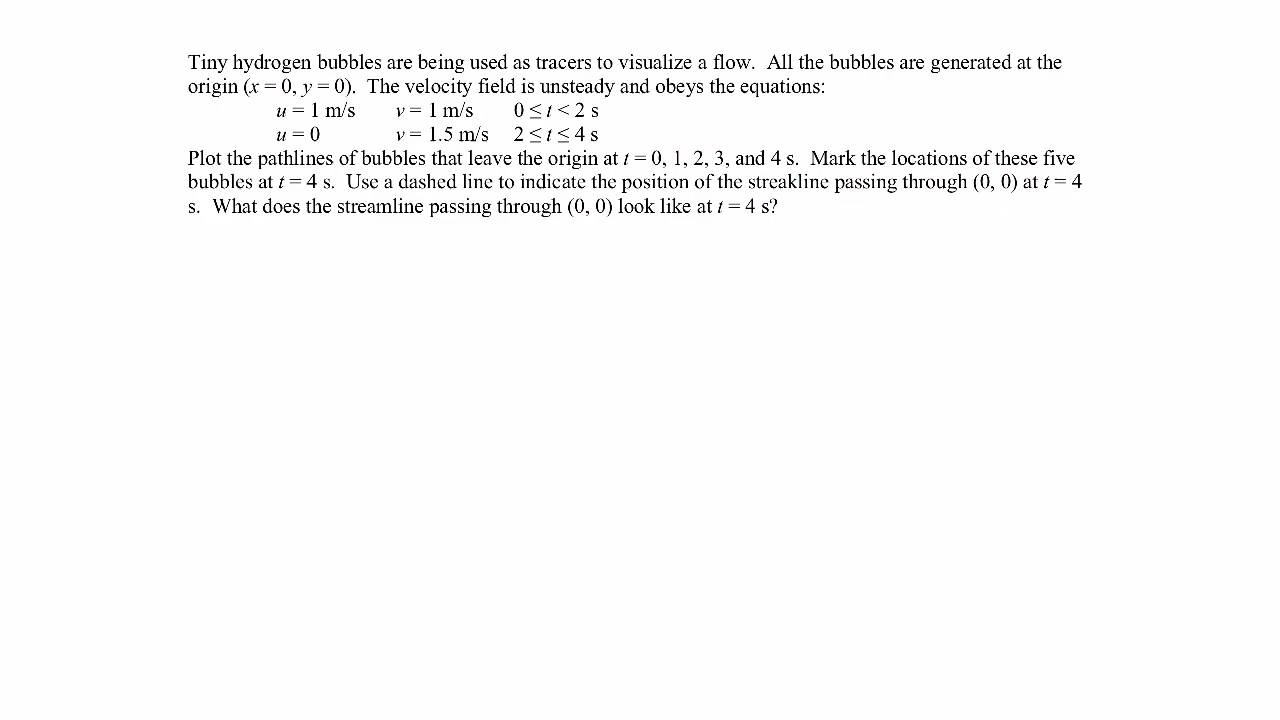 Tiny hydrogen bubbles are being used as tracers to visualize a flow. All the bubbles are generated at the
origin (x = 0, y = 0). The velocity field is unsteady and obeys the equations:
u = 1 m/s v = 1 m/s 0 ≤ t < 2 s
u = 0 v = 1.5 m/s 2 ≤ t ≤ 4 s
Plot the pathlines of bubbles that leave the origin at t = 0, 1, 2, 3, and 4 s. Mark the locations of these five
bubbles at t = 4 s. Use a dashed line to indicate the position of the streakline passing through (0, 0) at t = 4
s. What does the streamline passing through (0, 0) look like at t = 4 s?